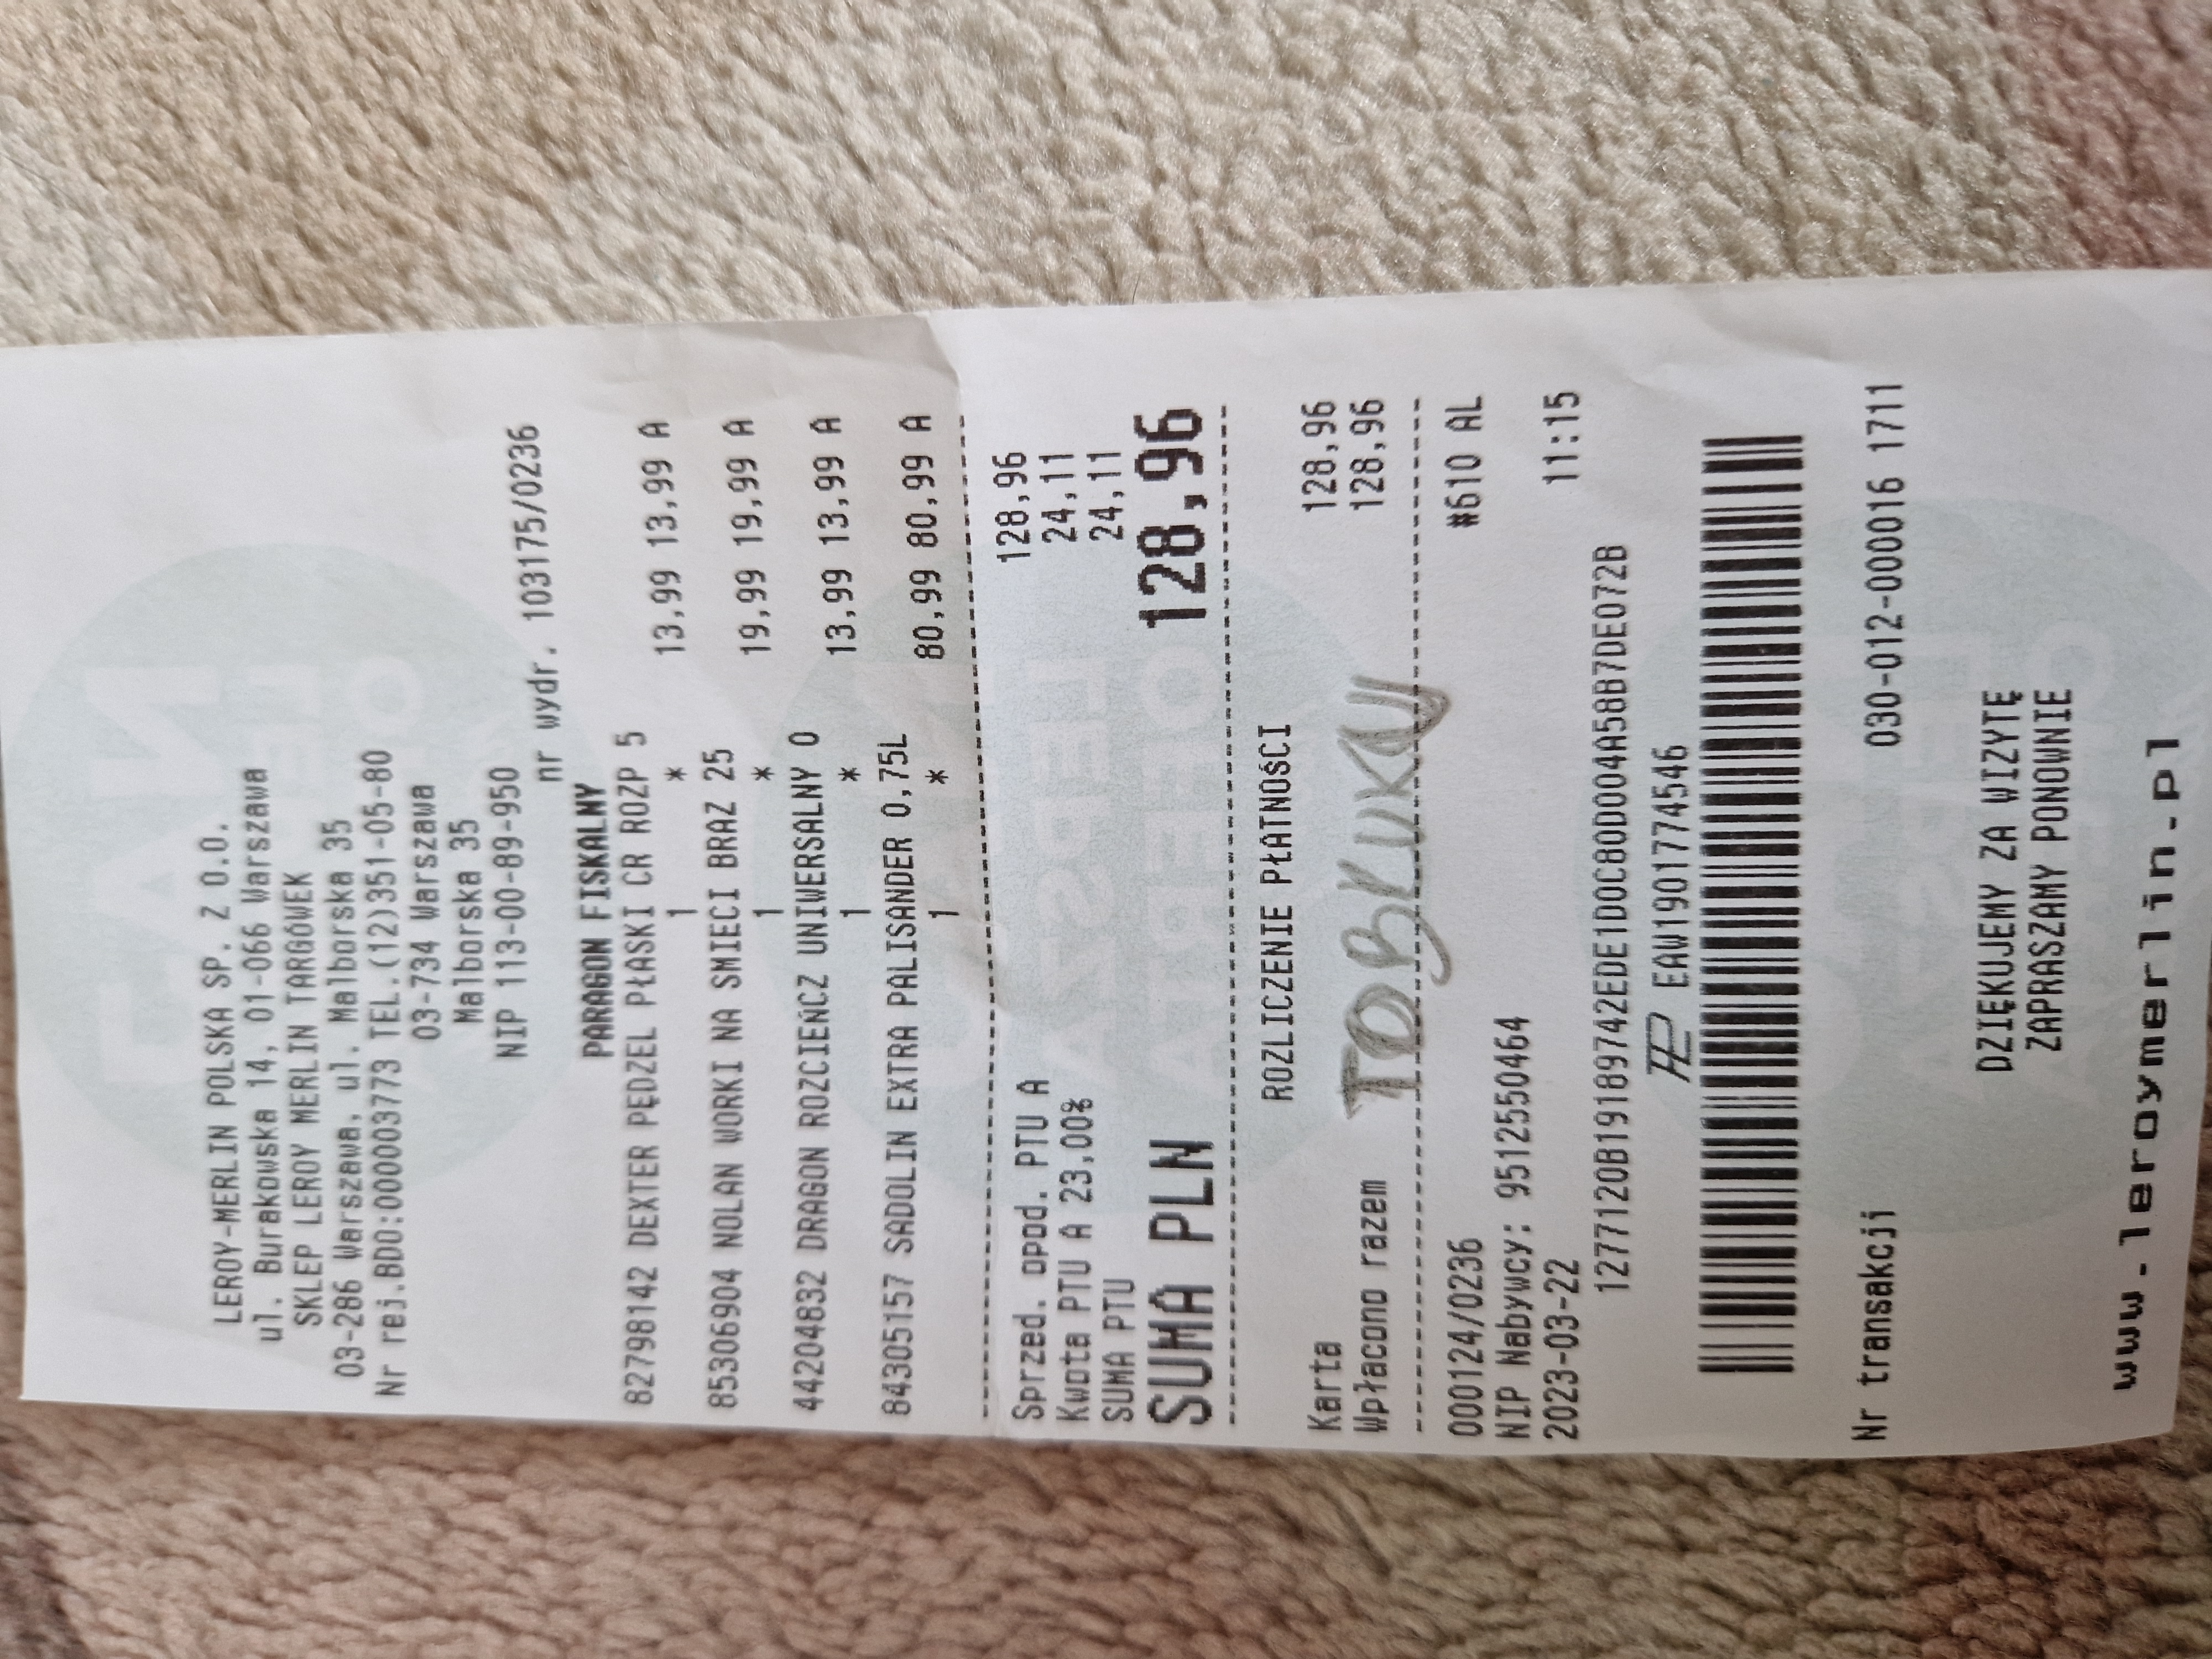 LEROY-MERLIN POLSKA SP. Z O.O.
ul. Burakowska 14, 01-066 Warszawa
SKLEP LEROY MERLIN TARGÓWEK
03-286 Warszawa, ul. Malborska 35
Nr rej.BDO:000003773 TEL.(12)351-05-80
03-734 Warszawa
Malborska 35
NIP 113-00-89-950
nr wydr. 103175/0236
PARAGON FISKALNY
82798142 DEXTER PĘDZEL PŁASKI CR ROZP 5
1 * 13,99 13,99 A
85306904 NOLAN WORKI NA SMIECI BRAZ 25
1 * 19,99 19,99 A
44204832 DRAGON ROZCIEŃCZ UNIWERSALNY 0
1 * 13,99 13,99 A
84305157 SADOLIN EXTRA PALISANDER 0,75L
1 * 80,99 80,99 A
Sprzed. opod. PTU A 128,96
Kwota PTU A 23,00% 24,11
SUMA PTU 24,11
SUMA PLN 128,96
ROZLICZENIE PŁATNOŚCI
Karta 128,96
Wpłacono razem 128,96
000124/0236 #610 AL
NIP Nabywcy: 9512550464
2023-03-22 11:15
1277120B19189742EDE1D0C80D004A58B7DE072B
EAW1901774546
Nr transakcji 030-012-000016 1711
DZIĘKUJEMY ZA WIZYTĘ
ZAPRASZAMY PONOWNIE
www.leroymerlin.pl